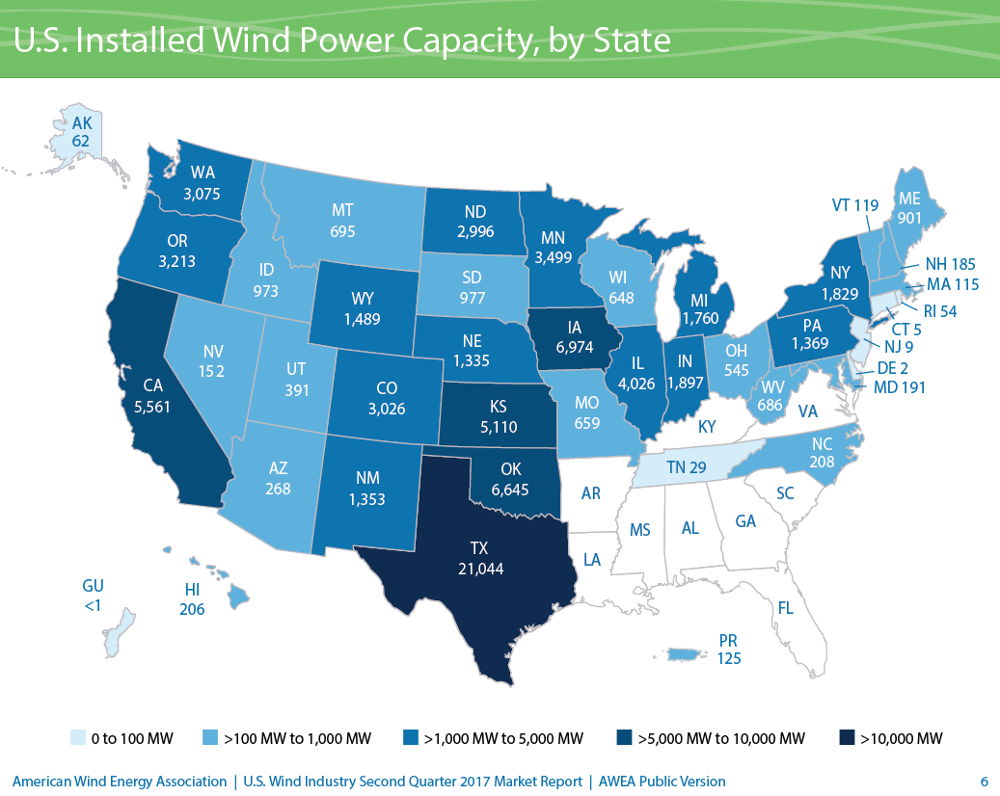 U.S. Installed Wind Power Capacity, by State
AK
62
WA
3,075
OR
3,213
CA
5,561
NV
152
ID
973
MT
695
WY
1,489
UT
391
AZ
268
CO
3,026
NM
1,353
ND
2,996
SD
977
NE
1,335
KS
5,110
OK
6,645
TX
21,044
MN
3,499
IA
6,974
MO
659
WI
648
IL
4,026
IN
1,897
MI
1,760
OH
545
WV
686
KY
VA
TN 29
NC
208
SC
AR
LA
MS
AL
GA
FL
PA
1,369
NY
1,829
VT 119
ME
901
NH 185
MA 115
RI 54
CT 5
NJ 9
DE 2
MD 191
GU
<1
HI
206
PR
125
0 to 100 MW
>100 MW to 1,000 MW
>1,000 MW to 5,000 MW
>5,000 MW to 10,000 MW
>10,000 MW
American Wind Energy Association | U.S. Wind Industry Second Quarter 2017 Market Report | AWEA Public Version
6